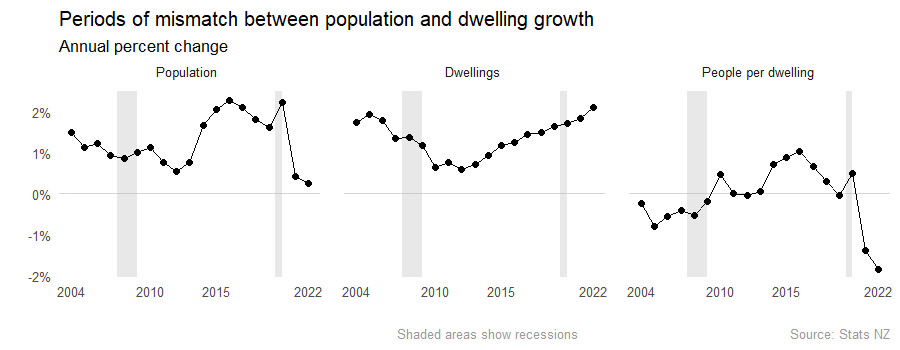 Periods of mismatch between population and dwelling growth
Annual percent change
Population Dwellings People per dwelling
2%
1%
0%
-1%
-2%
2004 2010 2015 2022 2004 2010 2015 2022 2004 2010 2015 2022
Shaded areas show recessions Source: Stats NZ